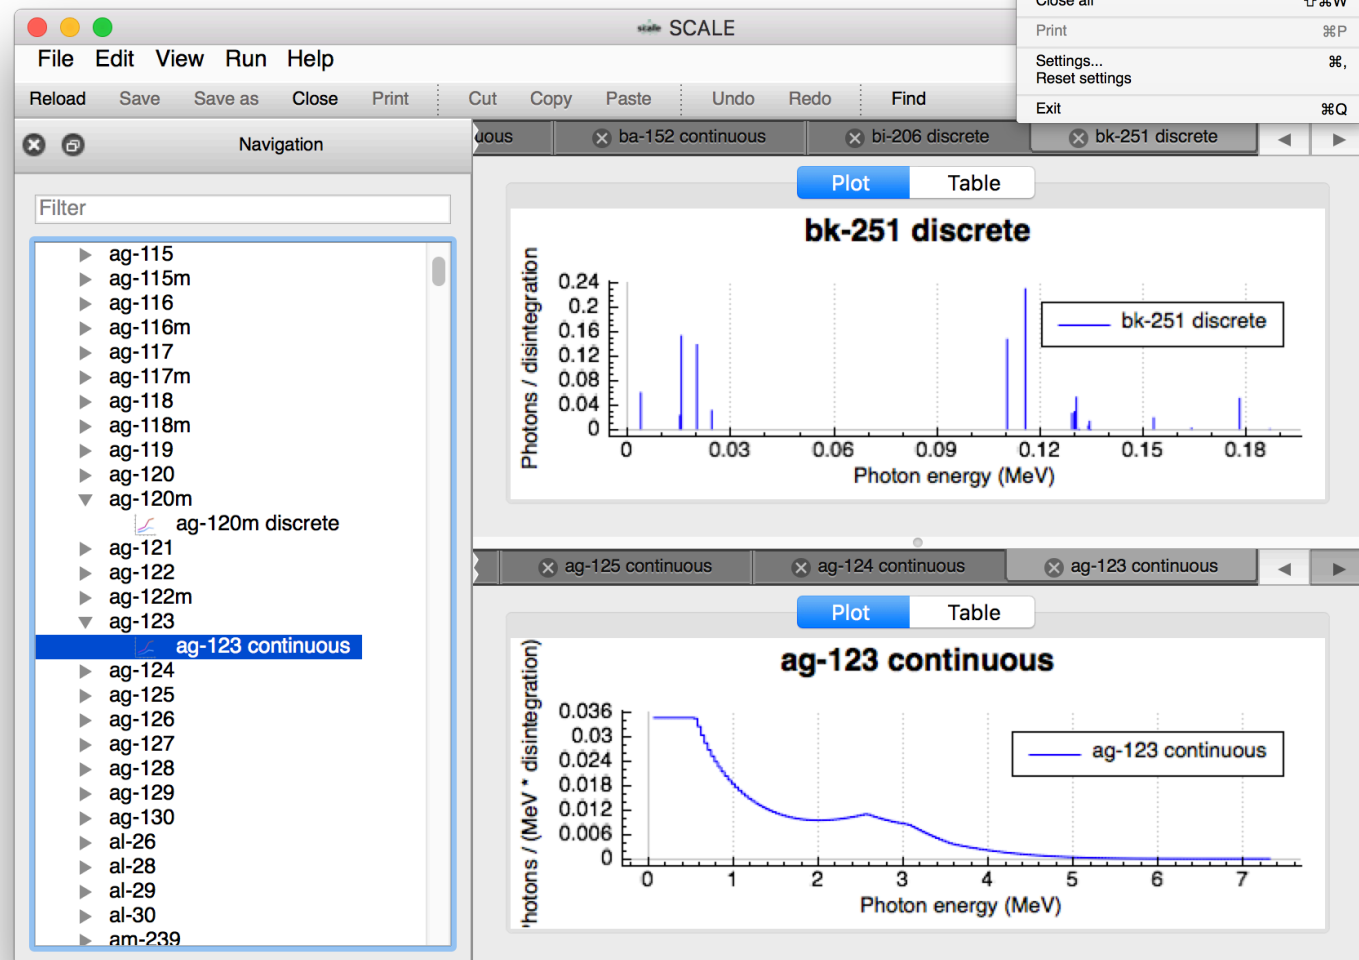 Close all ⇧⌘W
SCALE
Print ⌘P
File Edit View Run Help
Settings... ⌘,
Reset settings
Exit ⌘Q
Reload Save Save as Close Print Cut Copy Paste Undo Redo Find
Navigation
Filter
ag-115
ag-115m
ag-116
ag-116m
ag-117
ag-117m
ag-118
ag-118m
ag-119
ag-120
ag-120m
ag-120m discrete
ag-121
ag-122
ag-122m
ag-123
ag-123 continuous
ag-124
ag-125
ag-126
ag-127
ag-128
ag-129
ag-130
al-26
al-28
al-29
al-30
am-239
uous ba-152 continuous bi-206 discrete bk-251 discrete
Plot Table
bk-251 discrete
Photons / disintegration
0.24
0.2
0.16
0.12
0.08
0.04
0
bk-251 discrete
0 0.03 0.06 0.09 0.12 0.15 0.18
Photon energy (MeV)
ag-125 continuous ag-124 continuous ag-123 continuous
Plot Table
ag-123 continuous
hotons / (MeV * disintegration)
0.036
0.03
0.024
0.018
0.012
0.006
0
ag-123 continuous
0 1 2 3 4 5 6 7
Photon energy (MeV)